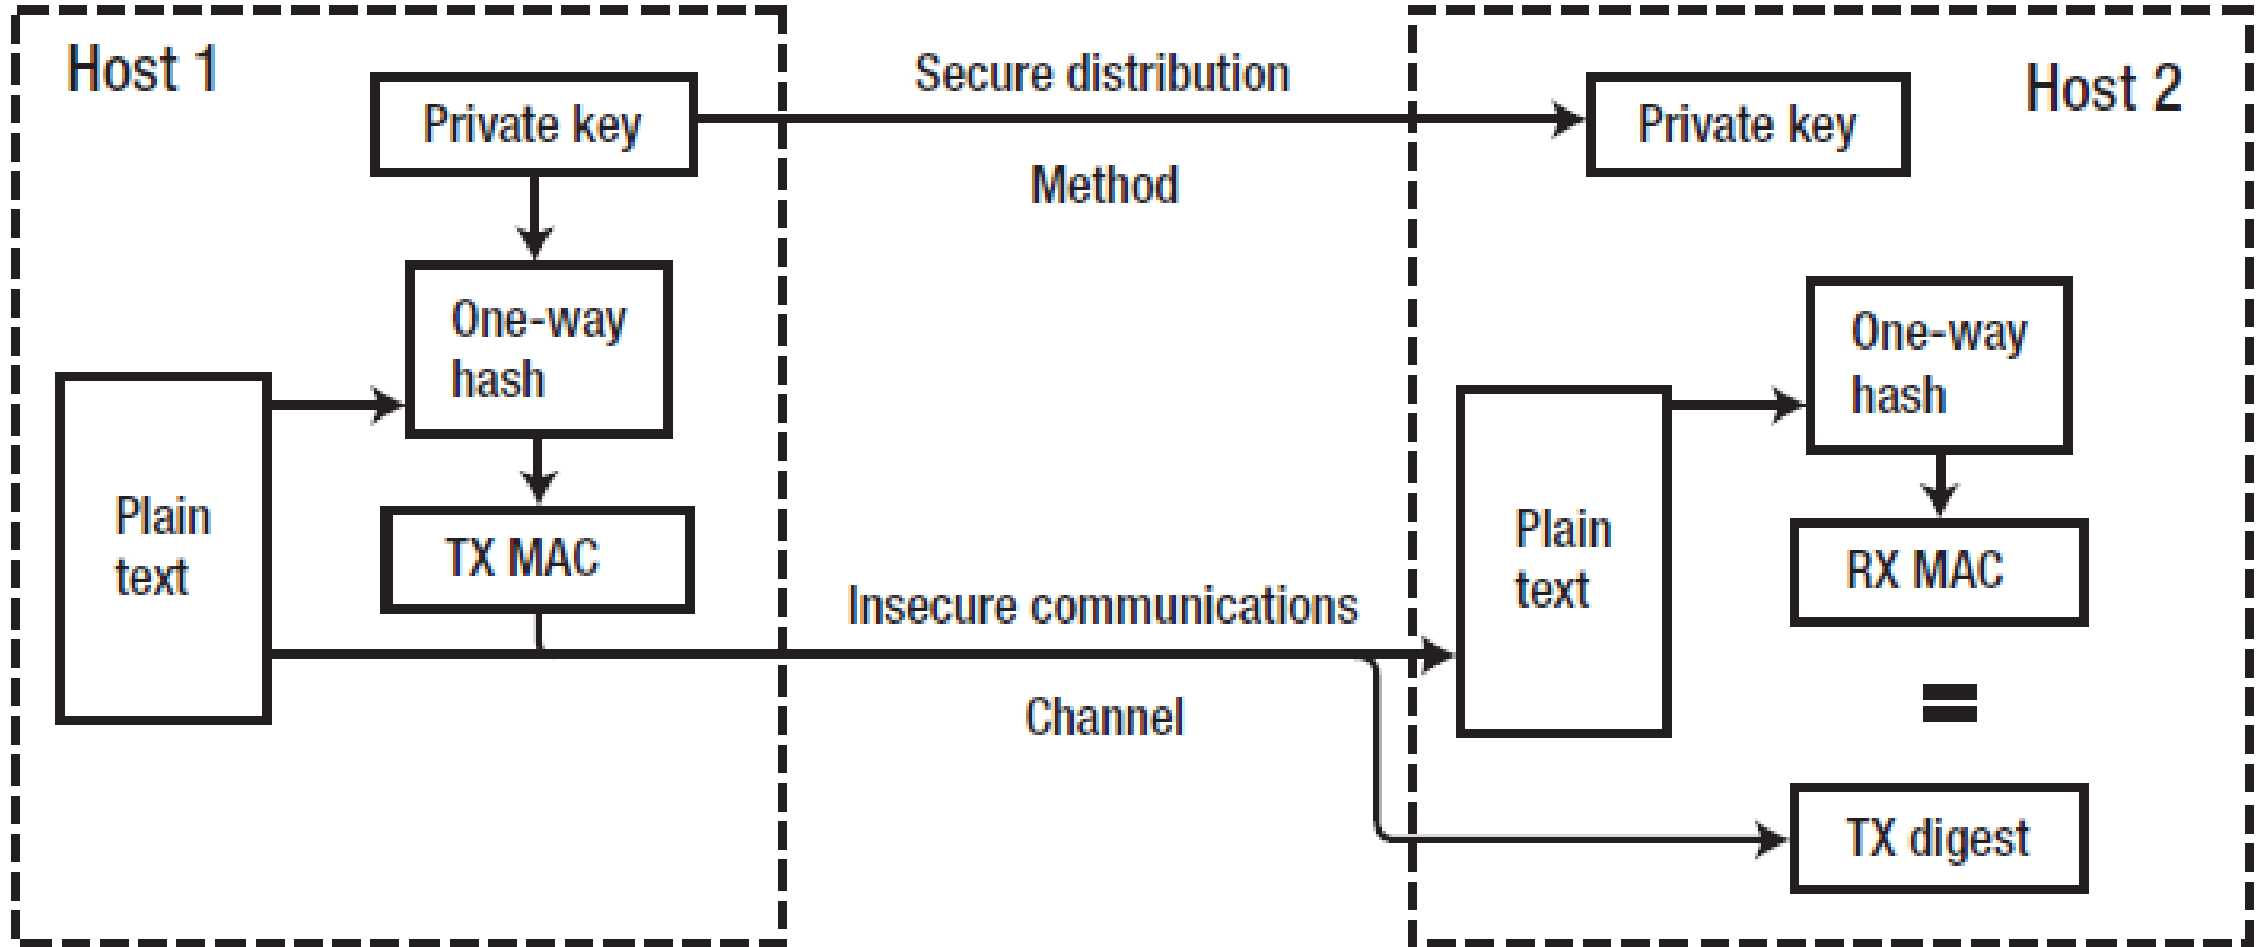 Host 1
Private key
One-way
hash
Plain
text
TX MAC
Secure distribution
Method
Insecure communications
Channel
Host 2
Private key
One-way
hash
Plain
text
RX MAC
=
TX digest